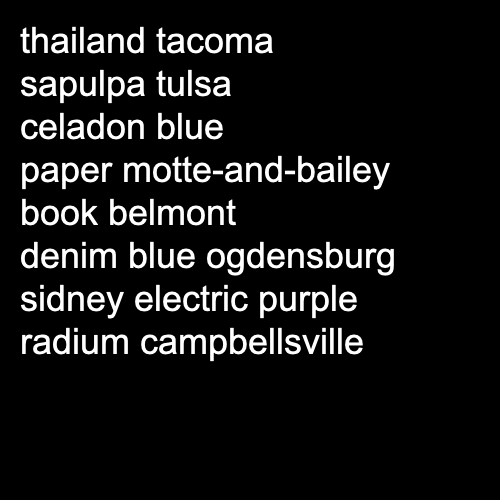 thailand tacoma
sapulpa tulsa
celadon blue
paper motte-and-bailey
book belmont
denim blue ogdensburg
sidney electric purple
radium campbellsville